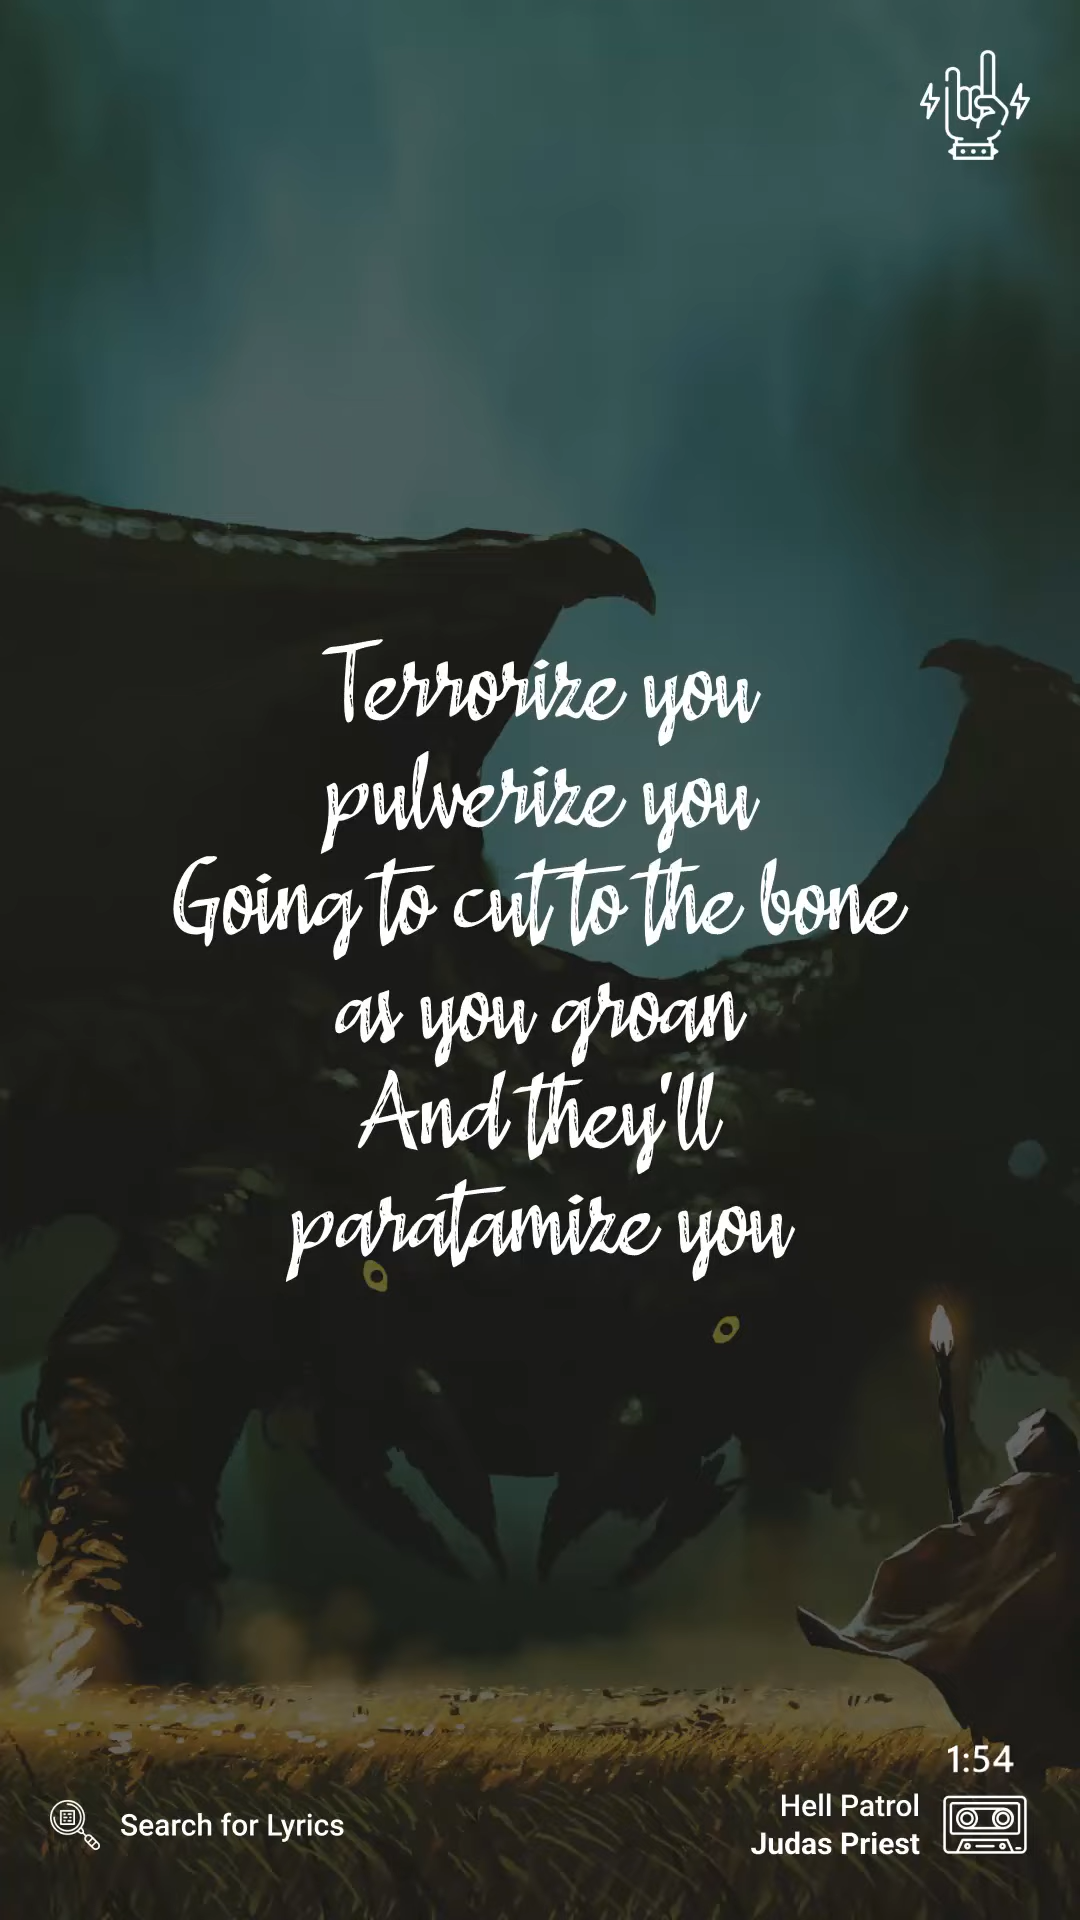 Terrorize you
pulverize you
Going to cut to the bone
as you groan
And they'll
paratamize you
1:54
Search for Lyrics
Hell Patrol
Judas Priest